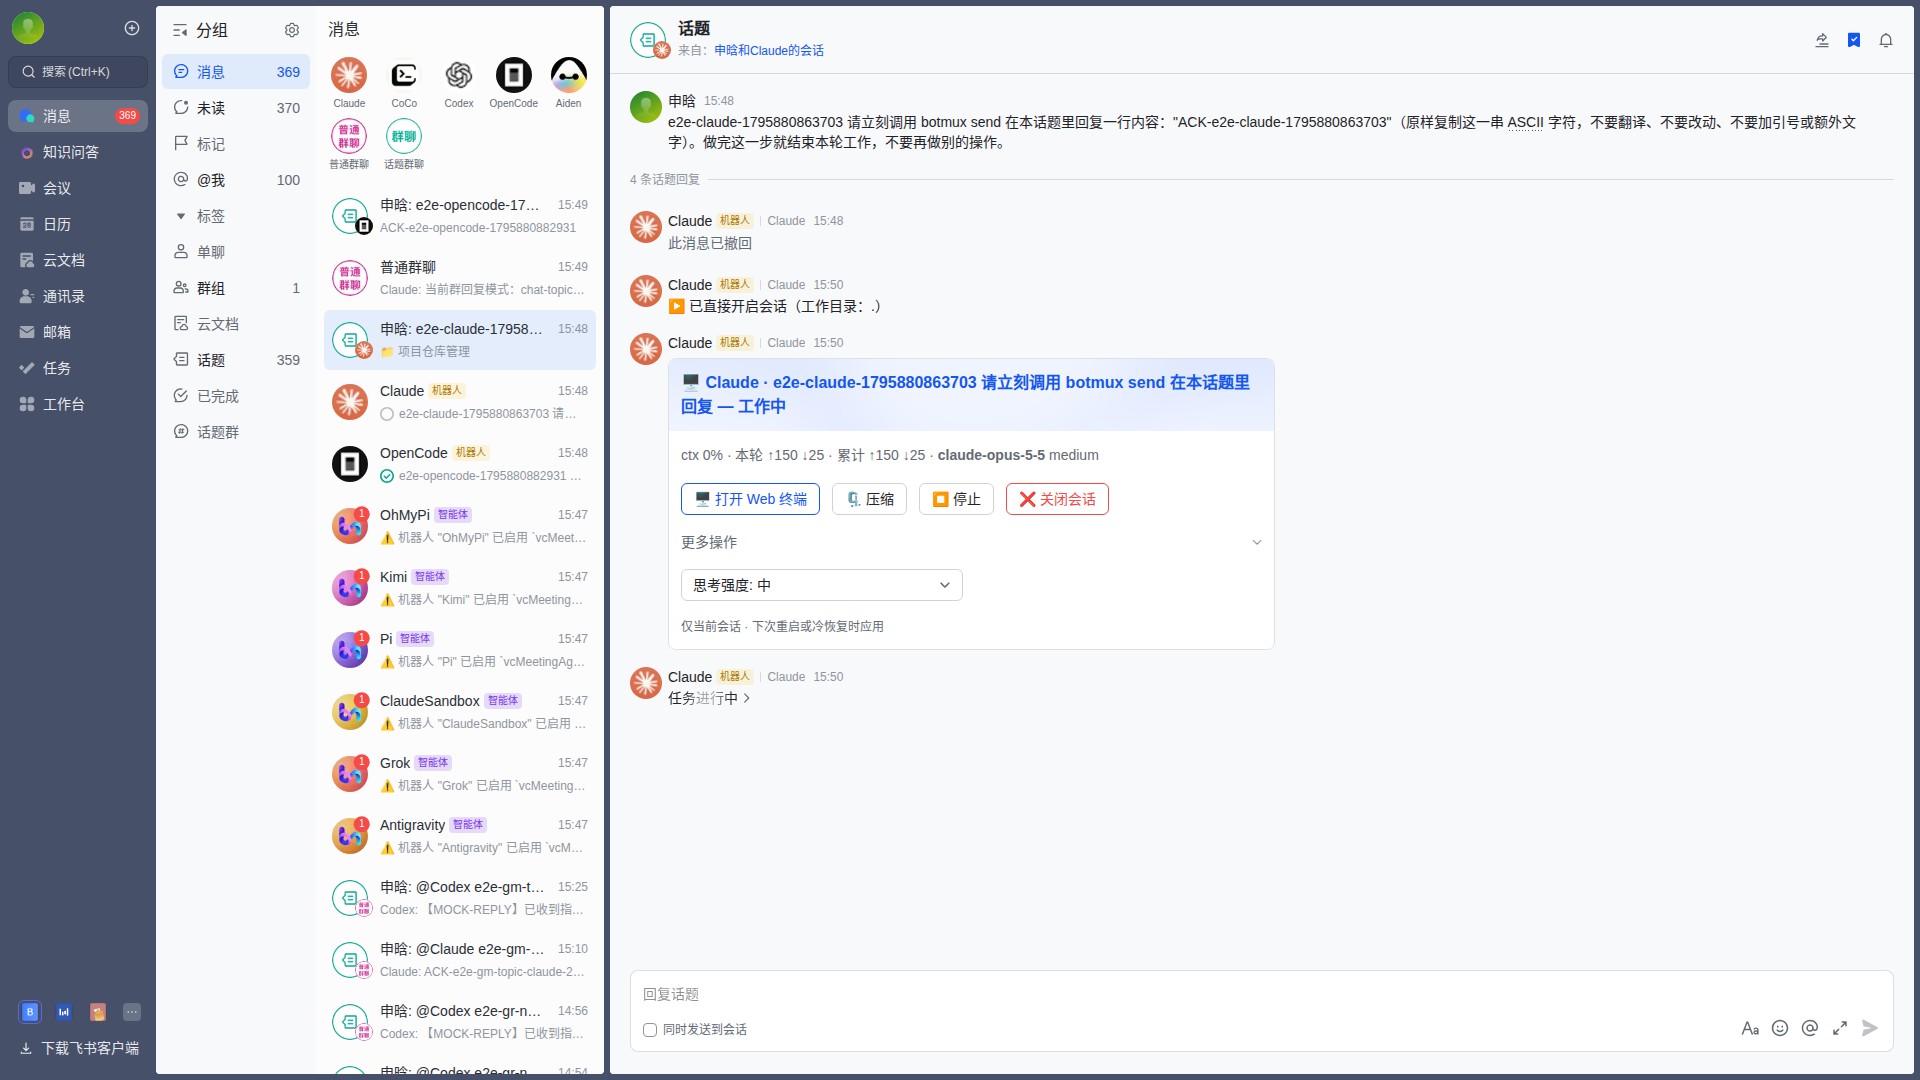 搜索 (Ctrl+K)
消息 369
知识问答
会议
日历
云文档
通讯录
邮箱
任务
工作台
下载飞书客户端
分组
消息 369
未读 370
标记
@我 100
标签
单聊
群组 1
云文档
话题 359
已完成
话题群
消息
Claude CoCo Codex OpenCode Aiden
普通群聊 群聊
普通群聊 话题群聊
申晗: e2e-opencode-17… 15:49
ACK-e2e-opencode-1795880882931
普通群聊 15:49
Claude: 当前群回复模式：chat-topic…
申晗: e2e-claude-17958… 15:48
📁 项目仓库管理
Claude 机器人 15:48
e2e-claude-1795880863703 请…
OpenCode 机器人 15:48
e2e-opencode-1795880882931 …
OhMyPi 智能体 15:47
1
⚠️ 机器人 "OhMyPi" 已启用 `vcMeet…
Kimi 智能体 15:47
1
⚠️ 机器人 "Kimi" 已启用 `vcMeeting…
Pi 智能体 15:47
1
⚠️ 机器人 "Pi" 已启用 `vcMeetingAg…
ClaudeSandbox 智能体 15:47
1
⚠️ 机器人 "ClaudeSandbox" 已启用 …
Grok 智能体 15:47
1
⚠️ 机器人 "Grok" 已启用 `vcMeeting…
Antigravity 智能体 15:47
1
⚠️ 机器人 "Antigravity" 已启用 `vcM…
申晗: @Codex e2e-gm-t… 15:25
Codex: 【MOCK-REPLY】已收到指…
申晗: @Claude e2e-gm-… 15:10
Claude: ACK-e2e-gm-topic-claude-2…
申晗: @Codex e2e-gr-n… 14:56
Codex: 【MOCK-REPLY】已收到指…
申晗: @Codex e2e-gr-n 14:54
话题
来自：申晗和Claude的会话
申晗 15:48
e2e-claude-1795880863703 请立刻调用 botmux send 在本话题里回复一行内容："ACK-e2e-claude-1795880863703"（原样复制这一串 ASCII 字符，不要翻译、不要改动、不要加引号或额外文
字）。做完这一步就结束本轮工作，不要再做别的操作。
4 条话题回复
Claude 机器人 | Claude 15:48
此消息已撤回
Claude 机器人 | Claude 15:50
▶️ 已直接开启会话（工作目录：.）
Claude 机器人 | Claude 15:50
🖥️ Claude · e2e-claude-1795880863703 请立刻调用 botmux send 在本话题里
回复 — 工作中
ctx 0% · 本轮 ↑150 ↓25 · 累计 ↑150 ↓25 · claude-opus-5-5 medium
🖥️ 打开 Web 终端 🗜️ 压缩 ⏹️ 停止 ❌ 关闭会话
更多操作
思考强度: 中
仅当前会话 · 下次重启或冷恢复时应用
Claude 机器人 | Claude 15:50
任务进行中
回复话题
同时发送到会话